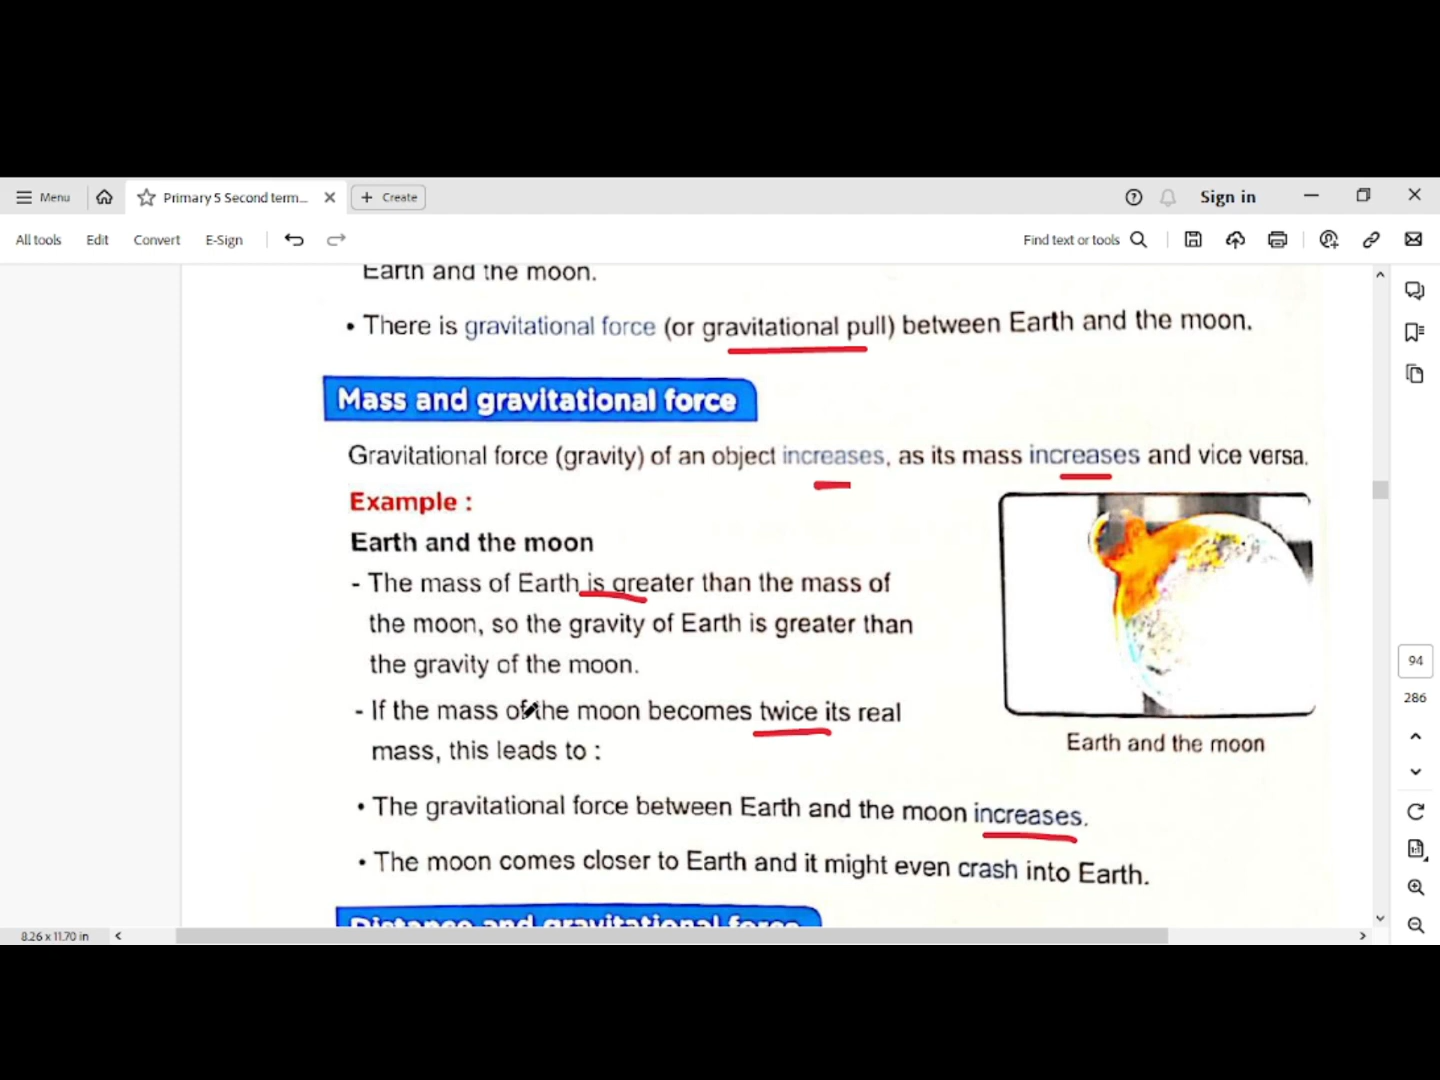 Menu
Primary 5 Second term...
Create
Sign in
All tools Edit Convert E-Sign
Find text or tools
Earth and the moon.
• There is gravitational force (or gravitational pull) between Earth and the moon.
Mass and gravitational force
Gravitational force (gravity) of an object increases, as its mass increases and vice versa.
Example :
Earth and the moon
- The mass of Earth is greater than the mass of
the moon, so the gravity of Earth is greater than
the gravity of the moon.
- If the mass of the moon becomes twice its real
mass, this leads to :
Earth and the moon
• The gravitational force between Earth and the moon increases.
• The moon comes closer to Earth and it might even crash into Earth.
Distance and gravitational force
94
286
8.26 x 11.70 in